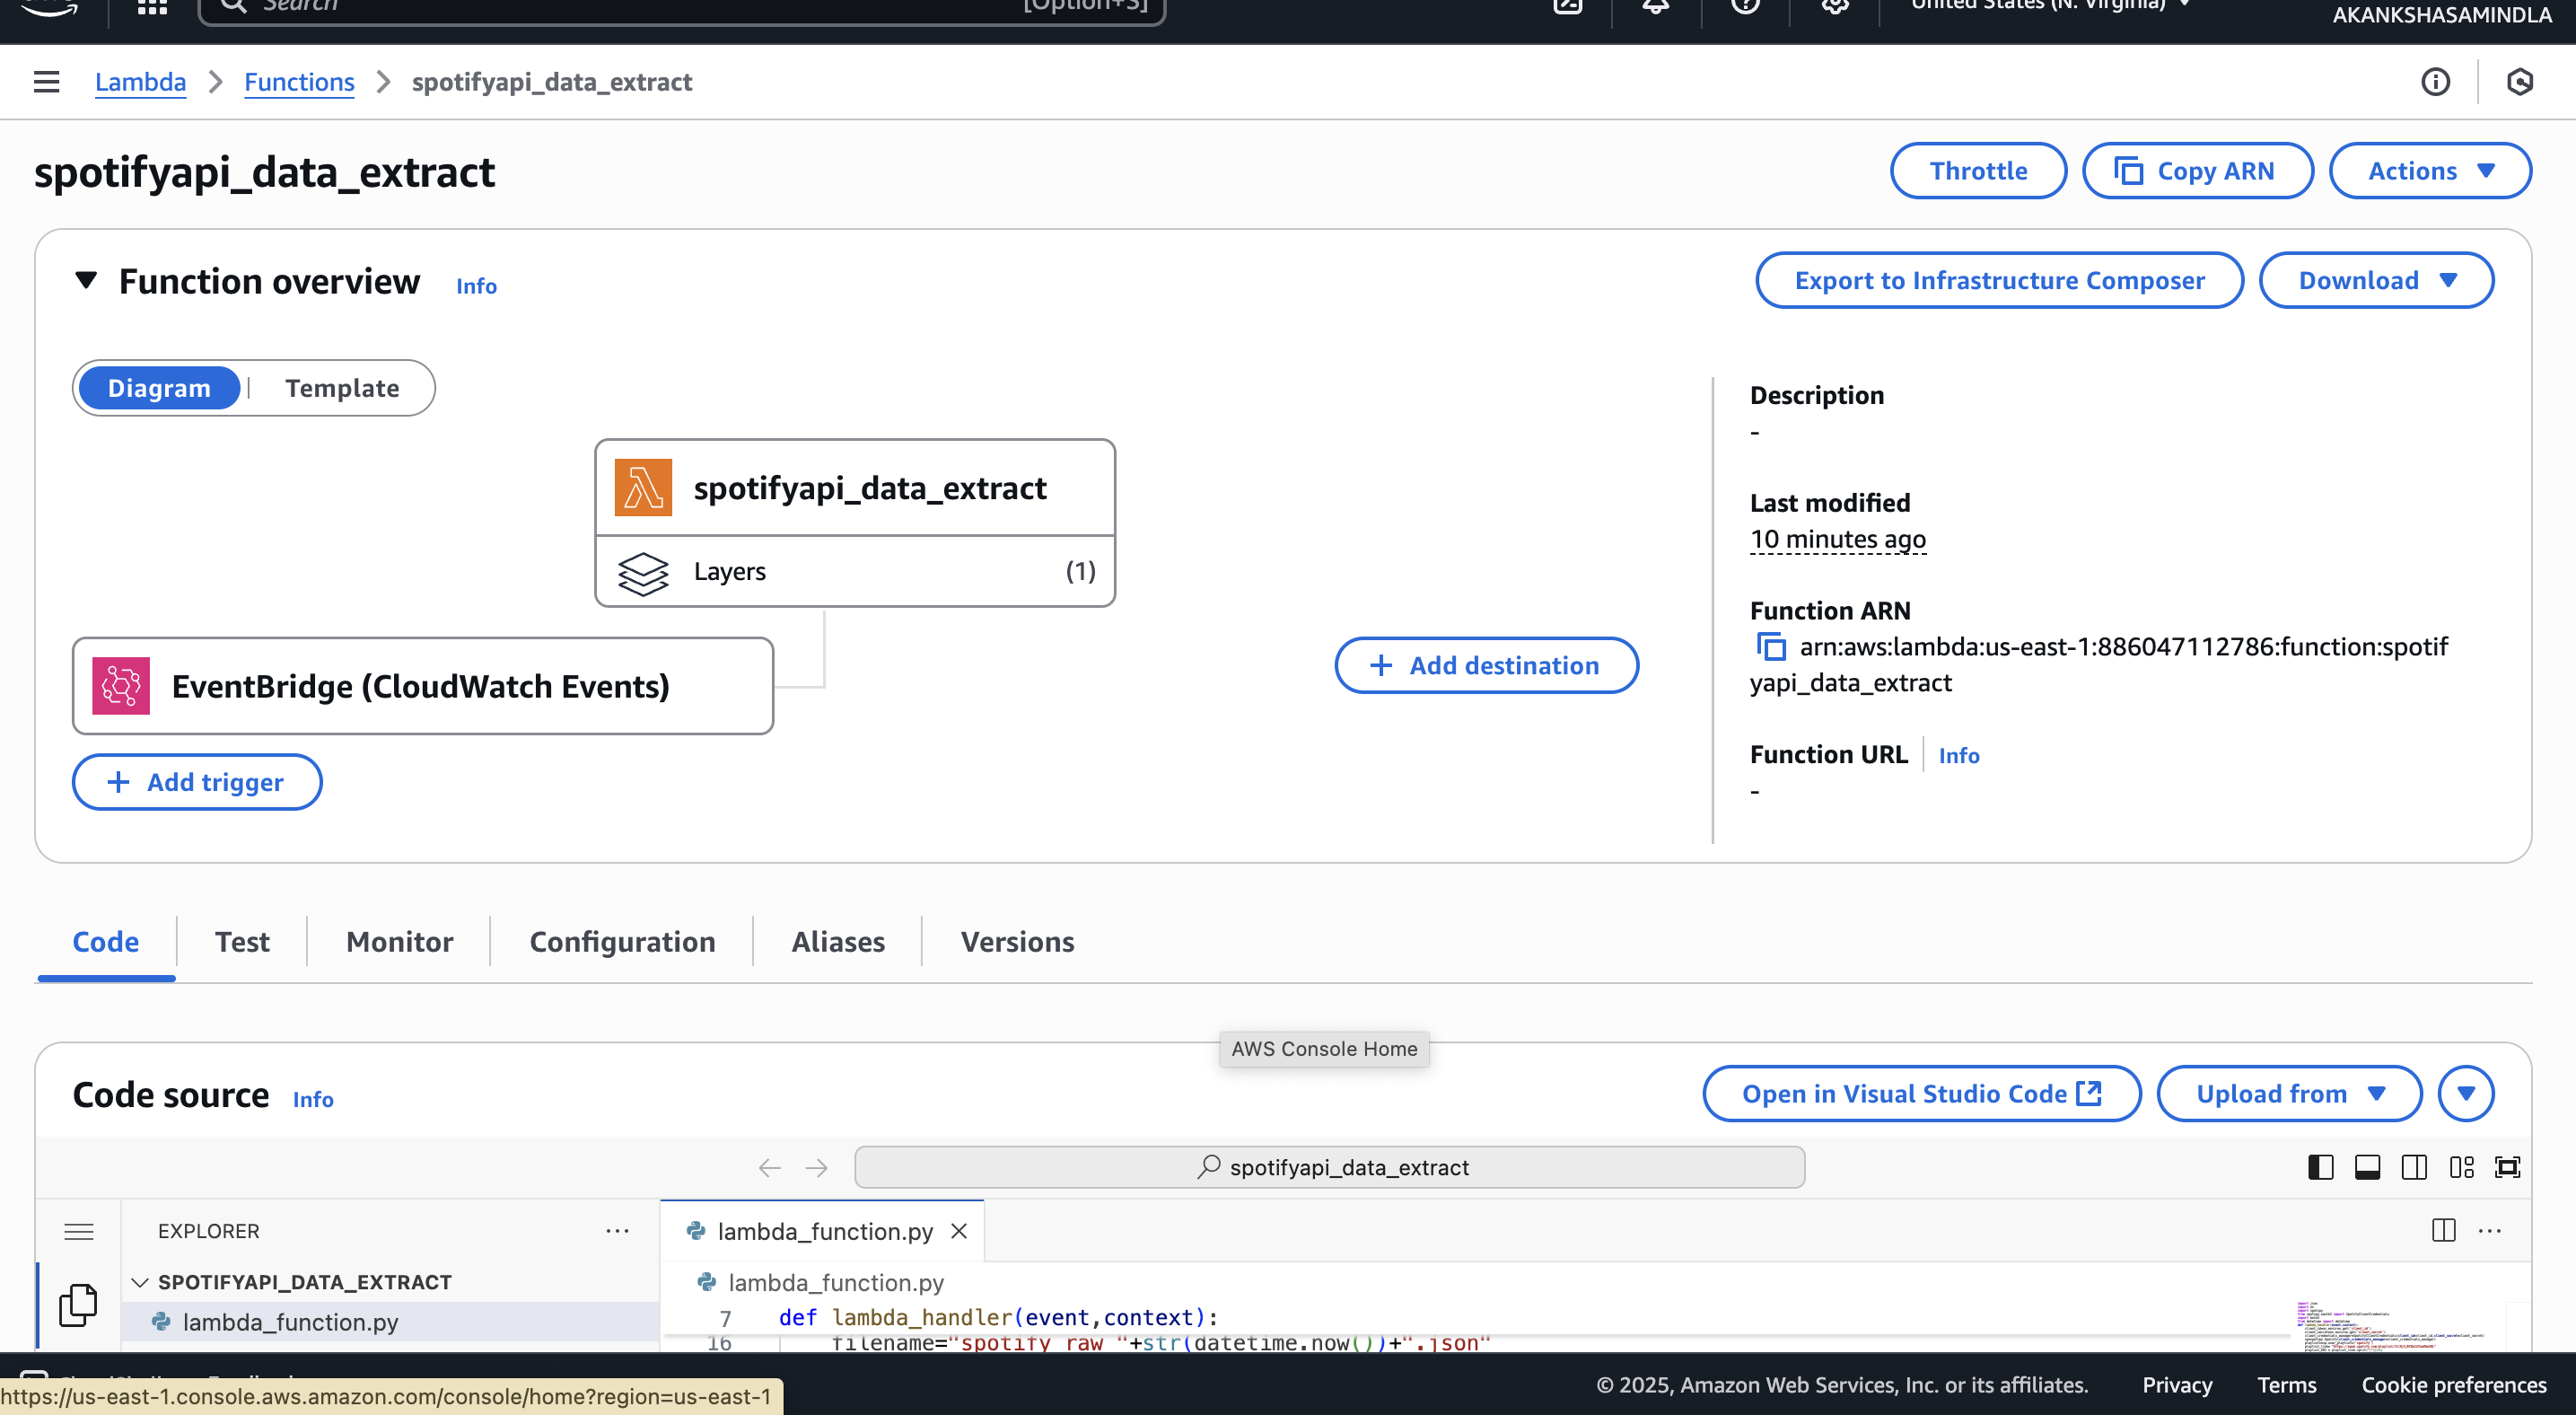 Search
[Option+S]
United States (N. Virginia)
AKANKSHASAMINDLA
Lambda
Functions
spotifyapi_data_extract
spotifyapi_data_extract
Throttle
Copy ARN
Actions
Function overview
Info
Export to Infrastructure Composer
Download
Diagram
Template
spotifyapi_data_extract
Layers
(1)
EventBridge (CloudWatch Events)
Add trigger
Add destination
Description
-
Last modified
10 minutes ago
Function ARN
arn:aws:lambda:us-east-1:886047112786:function:spotif
yapi_data_extract
Function URL
Info
-
Code
Test
Monitor
Configuration
Aliases
Versions
AWS Console Home
Code source
Info
Open in Visual Studio Code
Upload from
spotifyapi_data_extract
EXPLORER
lambda_function.py
SPOTIFYAPI_DATA_EXTRACT
lambda_function.py
lambda_function.py
7 def lambda_handler(event,context):
16 filename="spotify_raw_"+str(datetime.now())+".json"
https://us-east-1.console.aws.amazon.com/console/home?region=us-east-1
© 2025, Amazon Web Services, Inc. or its affiliates.
Privacy
Terms
Cookie preferences